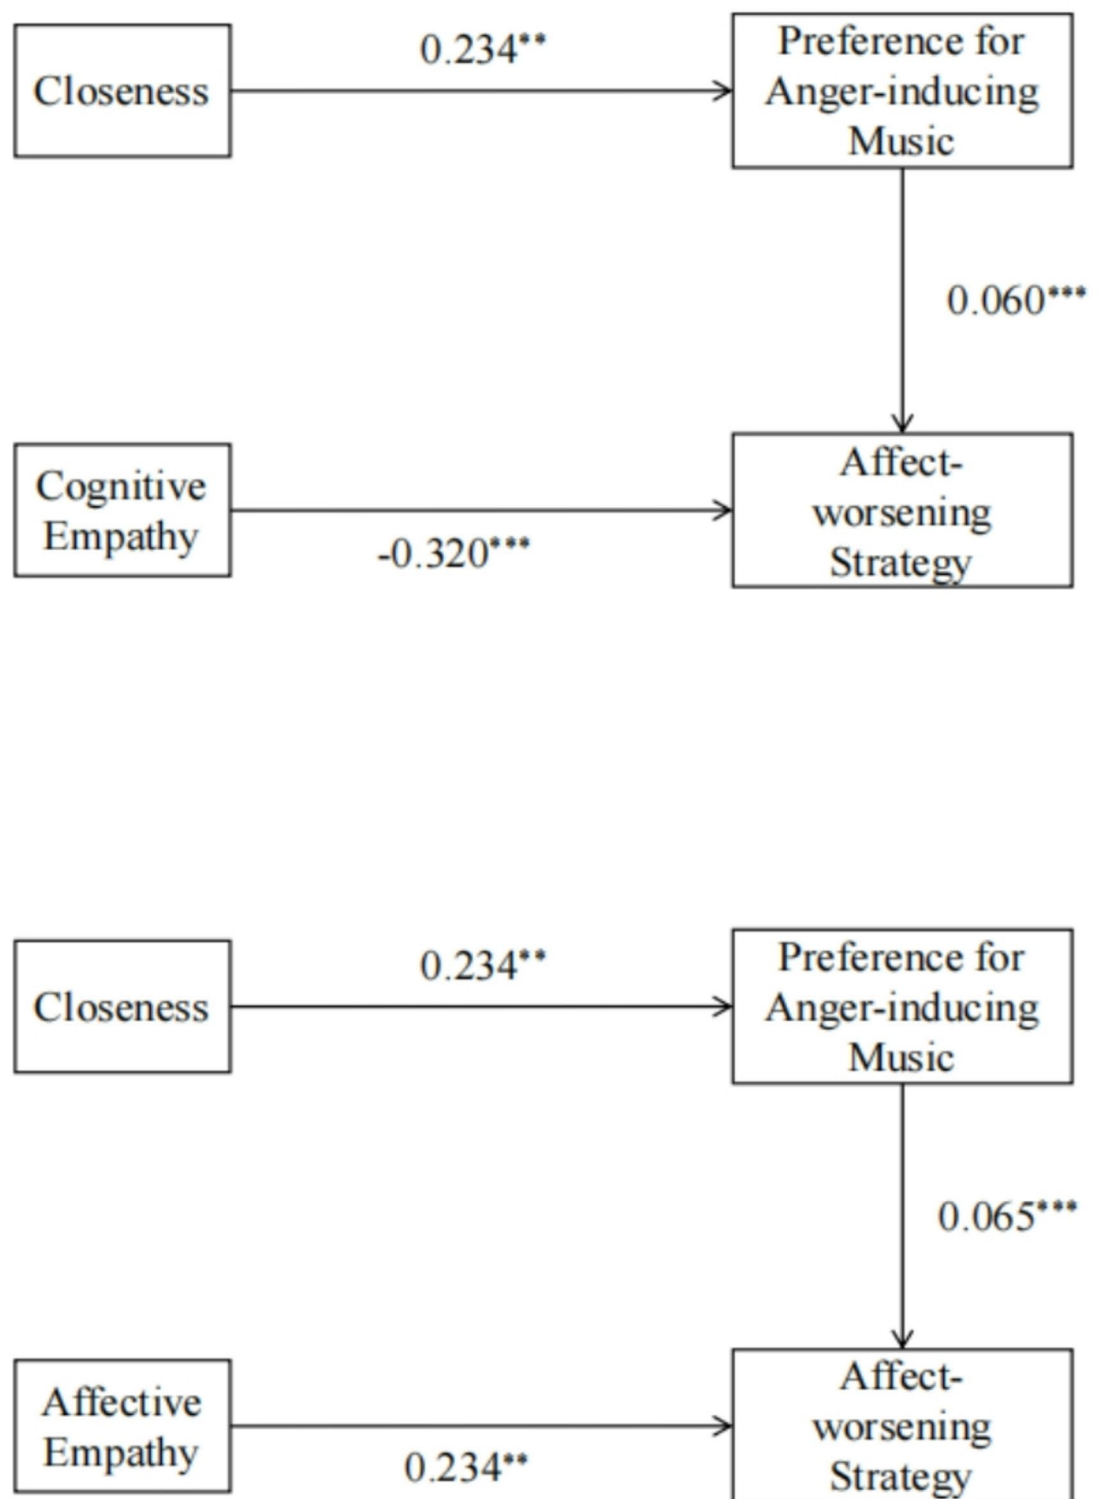 0.234**
Preference for
Closeness
Anger-inducing
Music
0.060***
Cognitive
Empathy
-0.320***
Affect-
worsening
Strategy
0.234**
Preference for
Closeness
Anger-inducing
Music
0.065***
Affective
Empathy
0.234**
Affect-
worsening
Strategy